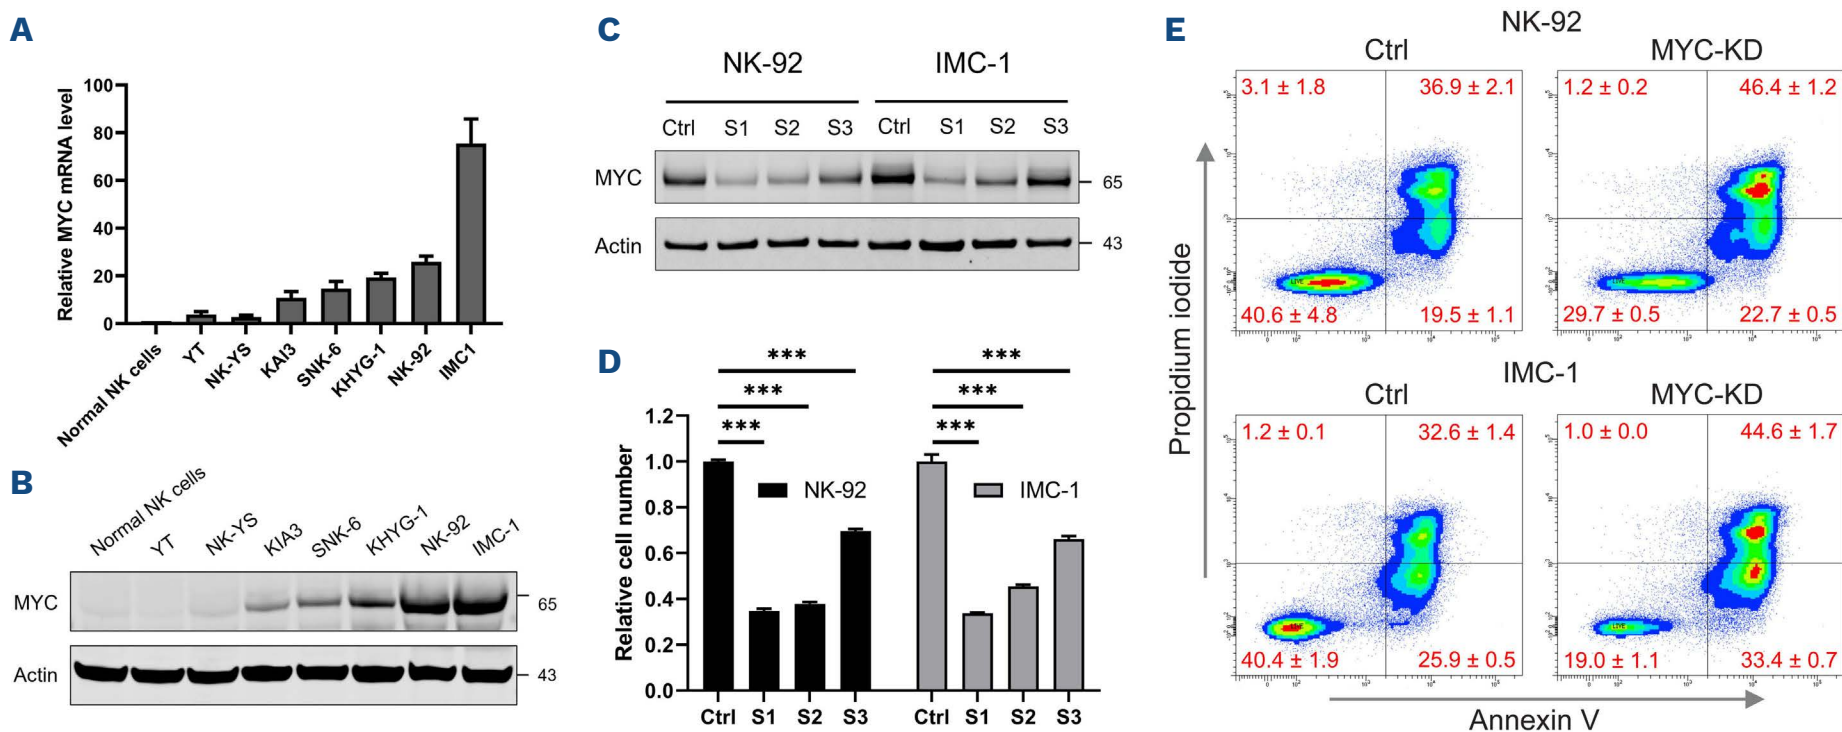 A
Relative MYC mRNA level
100
80
60
40
20
0
Normal NK cells
YT
NK-YS
KAI3
SNK-6
KHYG-1
NK-92
IMC1
B
Normal NK cells
YT
NK-YS
KIA3
SNK-6
KHYG-1
NK-92
IMC-1
MYC
65
Actin
43
C
NK-92 IMC-1
Ctrl S1 S2 S3 Ctrl S1 S2 S3
MYC
65
Actin
43
D
*** ***
*** ***
*** ***
Relative cell number
1.2
1.0
0.8
0.6
0.4
0.2
0.0
NK-92
IMC-1
Ctrl S1 S2 S3 Ctrl S1 S2 S3
E
NK-92
Ctrl MYC-KD
3.1 ± 1.8 36.9 ± 2.1 1.2 ± 0.2 46.4 ± 1.2
LIVE LIVE
40.6 ± 4.8 19.5 ± 1.1 29.7 ± 0.5 22.7 ± 0.5
IMC-1
Ctrl MYC-KD
1.2 ± 0.1 32.6 ± 1.4 1.0 ± 0.0 44.6 ± 1.7
LIVE LIVE
40.4 ± 1.9 25.9 ± 0.5 19.0 ± 1.1 33.4 ± 0.7
Propidium iodide
Annexin V